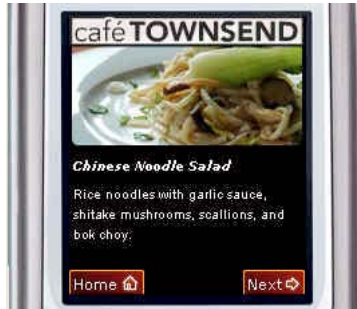 café TOWNSEND
Chinese Noodle Salad
Rice noodles with garlic sauce,
shitake mushrooms, scallions, and
bok choy.
Home
Next